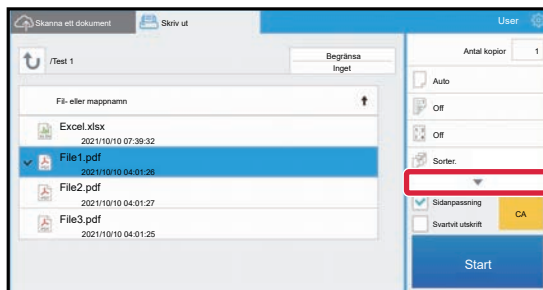 Skanna ett dokument
Skriv ut
User
/Test 1
Begränsa
Inget
Fil- eller mappnamn
Excel.xlsx
2021/10/10 07:39:32
File1.pdf
2021/10/10 04:01:26
File2.pdf
2021/10/10 04:01:27
File3.pdf
2021/10/10 04:01:25
Antal kopior 1
Auto
Off
Off
Sorter.
Sidanpassning
Svartvit utskrift
CA
Start